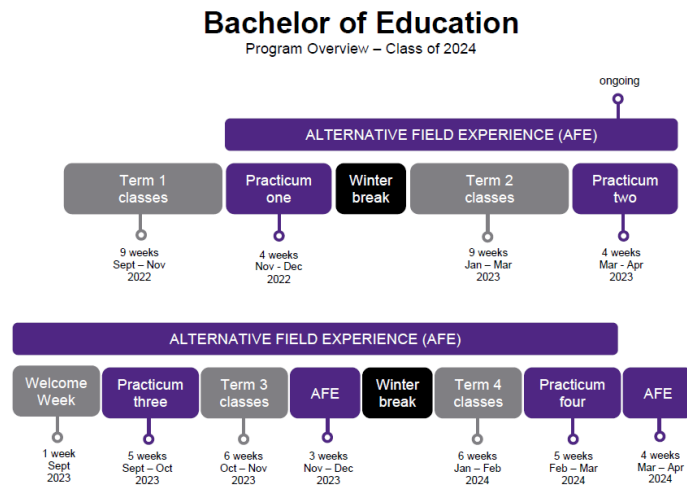 Bachelor of Education
Program Overview – Class of 2024
ongoing
ALTERNATIVE FIELD EXPERIENCE (AFE)
Term 1
classes
Practicum
one
Winter
break
Term 2
classes
Practicum
two
9 weeks
Sept – Nov
2022
4 weeks
Nov - Dec
2022
9 weeks
Jan – Mar
2023
4 weeks
Mar - Apr
2023
ALTERNATIVE FIELD EXPERIENCE (AFE)
Welcome
Week
Practicum
three
Term 3
classes
AFE
Winter
break
Term 4
classes
Practicum
four
AFE
1 week
Sept
2023
5 weeks
Sept – Oct
2023
6 weeks
Oct – Nov
2023
3 weeks
Nov – Dec
2023
6 weeks
Jan – Feb
2024
5 weeks
Feb – Mar
2024
4 weeks
Mar – Apr
2024